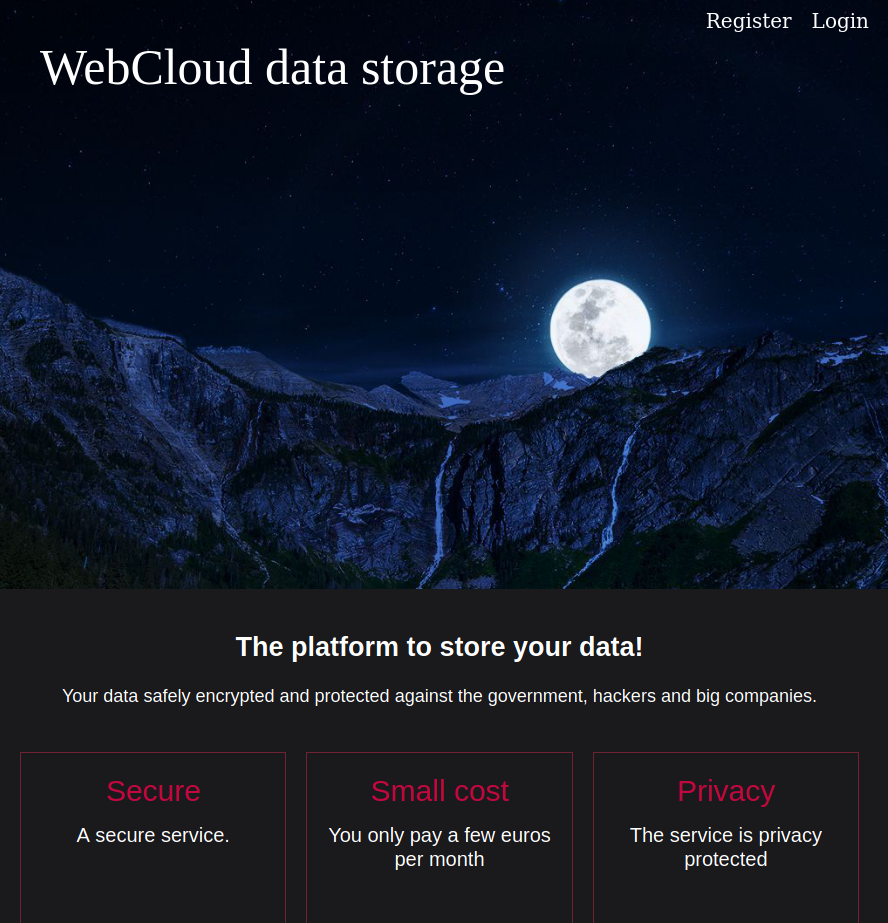 Register Login
WebCloud data storage
The platform to store your data!
Your data safely encrypted and protected against the government, hackers and big companies.
Secure
A secure service.
Small cost
You only pay a few euros
per month
Privacy
The service is privacy
protected